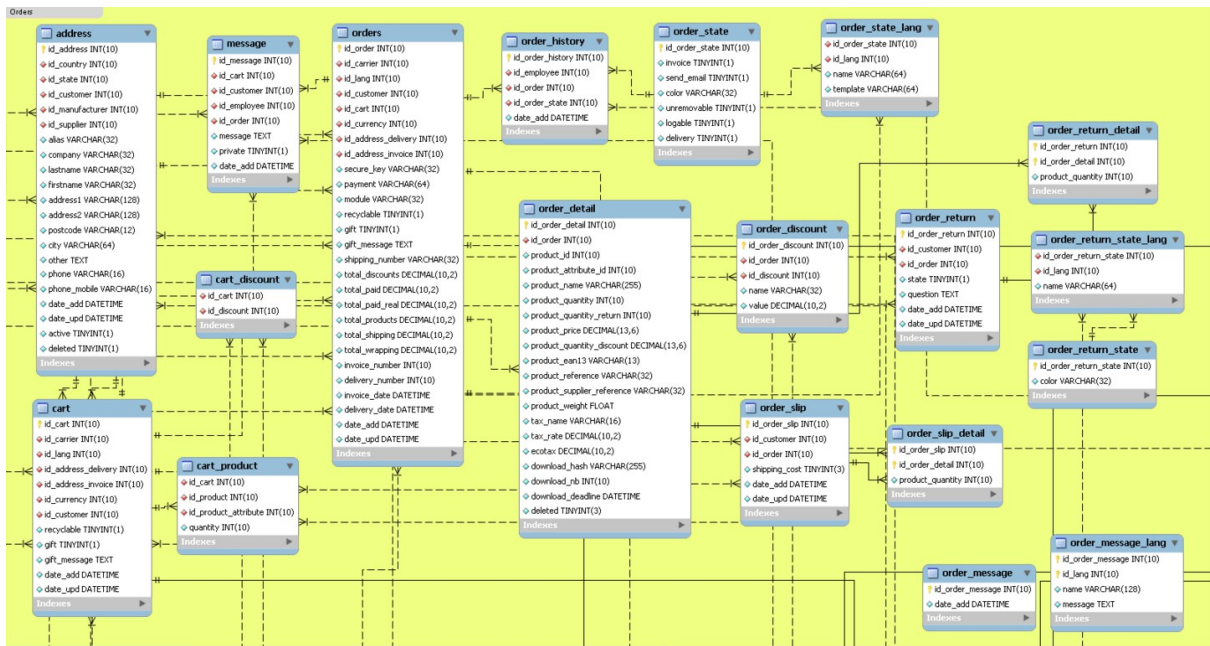 Orders
address
id_address INT(10)
id_country INT(10)
id_state INT(10)
id_customer INT(10)
id_manufacturer INT(10)
id_supplier INT(10)
alias VARCHAR(32)
company VARCHAR(32)
lastname VARCHAR(32)
firstname VARCHAR(32)
address1 VARCHAR(128)
address2 VARCHAR(128)
postcode VARCHAR(12)
city VARCHAR(64)
other TEXT
phone VARCHAR(16)
phone_mobile VARCHAR(16)
date_add DATETIME
date_upd DATETIME
active TINYINT(1)
deleted TINYINT(1)
Indexes
message
id_message INT(10)
id_cart INT(10)
id_customer INT(10)
id_employee INT(10)
id_order INT(10)
message TEXT
private TINYINT(1)
date_add DATETIME
Indexes
orders
id_order INT(10)
id_carrier INT(10)
id_lang INT(10)
id_customer INT(10)
id_cart INT(10)
id_currency INT(10)
id_address_delivery INT(10)
id_address_invoice INT(10)
secure_key VARCHAR(32)
payment VARCHAR(64)
module VARCHAR(32)
recyclable TINYINT(1)
gift TINYINT(1)
gift_message TEXT
shipping_number VARCHAR(32)
total_discounts DECIMAL(10,2)
total_paid DECIMAL(10,2)
total_paid_real DECIMAL(10,2)
total_products DECIMAL(10,2)
total_shipping DECIMAL(10,2)
total_wrapping DECIMAL(10,2)
invoice_number INT(10)
delivery_number INT(10)
invoice_date DATETIME
delivery_date DATETIME
date_add DATETIME
date_upd DATETIME
Indexes
order_history
id_order_history INT(10)
id_employee INT(10)
id_order INT(10)
id_order_state INT(10)
date_add DATETIME
Indexes
order_state
id_order_state INT(10)
invoice TINYINT(1)
send_email TINYINT(1)
color VARCHAR(32)
unremovable TINYINT(1)
logable TINYINT(1)
delivery TINYINT(1)
Indexes
order_state_lang
id_order_state INT(10)
id_lang INT(10)
name VARCHAR(64)
template VARCHAR(64)
Indexes
order_return_detail
id_order_return INT(10)
id_order_detail INT(10)
product_quantity INT(10)
Indexes
order_detail
id_order_detail INT(10)
id_order INT(10)
product_id INT(10)
product_attribute_id INT(10)
product_name VARCHAR(255)
product_quantity INT(10)
product_quantity_return INT(10)
product_price DECIMAL(13,6)
product_quantity_discount DECIMAL(13,6)
product_ean13 VARCHAR(13)
product_reference VARCHAR(32)
product_supplier_reference VARCHAR(32)
product_weight FLOAT
tax_name VARCHAR(16)
tax_rate DECIMAL(10,2)
ecotax DECIMAL(10,2)
download_hash VARCHAR(255)
download_nb INT(10)
download_deadline DATETIME
deleted TINYINT(3)
Indexes
order_discount
id_order_discount INT(10)
id_order INT(10)
id_discount INT(10)
name VARCHAR(32)
value DECIMAL(10,2)
Indexes
order_return
id_order_return INT(10)
id_customer INT(10)
id_order INT(10)
state TINYINT(1)
question TEXT
date_add DATETIME
date_upd DATETIME
Indexes
order_return_state_lang
id_order_return_state INT(10)
id_lang INT(10)
name VARCHAR(64)
Indexes
cart_discount
id_cart INT(10)
id_discount INT(10)
Indexes
order_return_state
id_order_return_state INT(10)
color VARCHAR(32)
Indexes
cart
id_cart INT(10)
id_carrier INT(10)
id_lang INT(10)
id_address_delivery INT(10)
id_address_invoice INT(10)
id_currency INT(10)
id_customer INT(10)
recyclable TINYINT(1)
gift TINYINT(1)
gift_message TEXT
date_add DATETIME
date_upd DATETIME
Indexes
cart_product
id_cart INT(10)
id_product INT(10)
id_product_attribute INT(10)
quantity INT(10)
Indexes
order_slip
id_order_slip INT(10)
id_customer INT(10)
id_order INT(10)
shipping_cost TINYINT(3)
date_add DATETIME
date_upd DATETIME
Indexes
order_slip_detail
id_order_slip INT(10)
id_order_detail INT(10)
product_quantity INT(10)
Indexes
order_message
id_order_message INT(10)
date_add DATETIME
Indexes
order_message_lang
id_order_message INT(10)
id_lang INT(10)
name VARCHAR(128)
message TEXT
Indexes